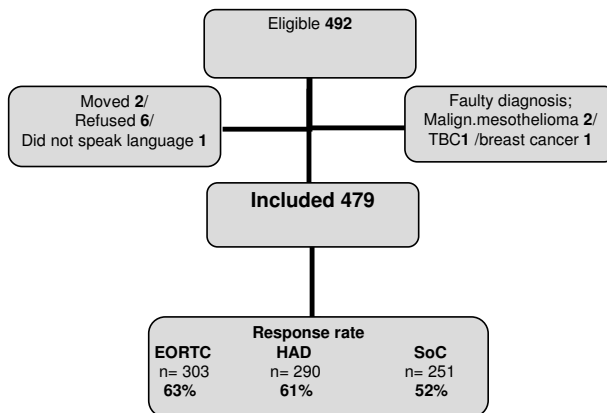 Eligible 492
Moved 2/
Refused 6/
Did not speak language 1
Faulty diagnosis;
Malign.mesothelioma 2/
TBC1 /breast cancer 1
Included 479
Response rate
EORTC HAD SoC
n= 303 n= 290 n= 251
63% 61% 52%